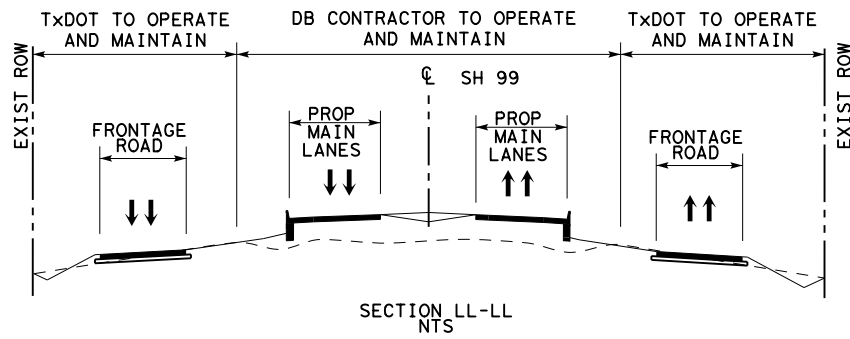 TxDOT TO OPERATE
AND MAINTAIN
DB CONTRACTOR TO OPERATE
AND MAINTAIN
TxDOT TO OPERATE
AND MAINTAIN
EXIST ROW
℄ SH 99
EXIST ROW
FRONTAGE
ROAD
PROP
MAIN
LANES
PROP
MAIN
LANES
FRONTAGE
ROAD
SECTION LL-LL
NTS